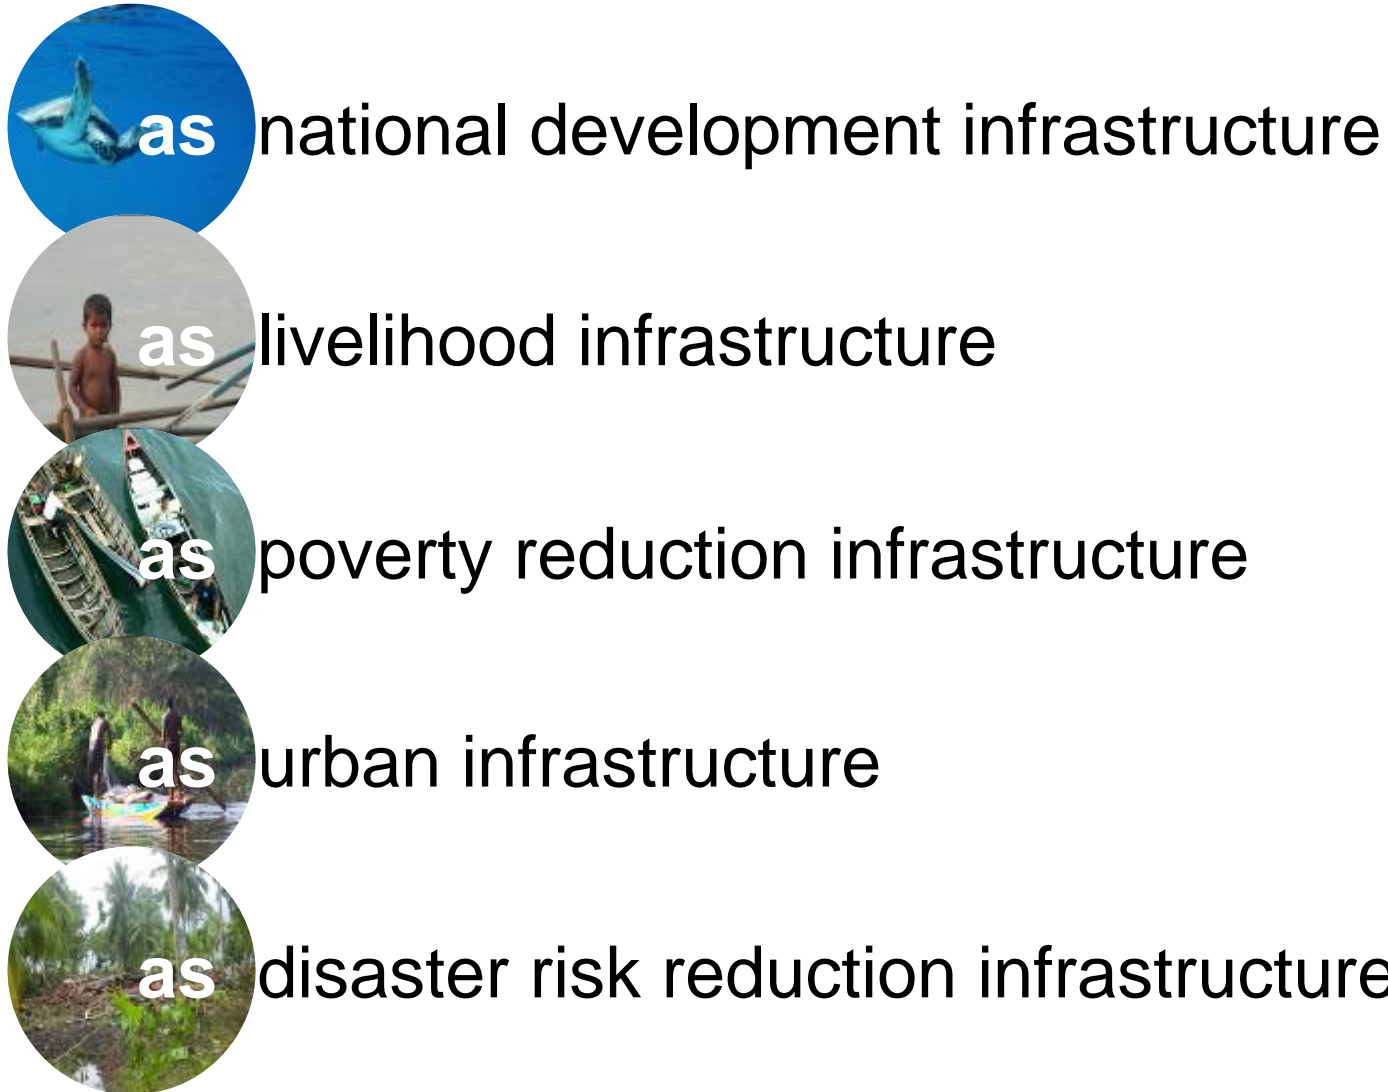 as national development infrastructure
as livelihood infrastructure
as poverty reduction infrastructure
as urban infrastructure
as disaster risk reduction infrastructure